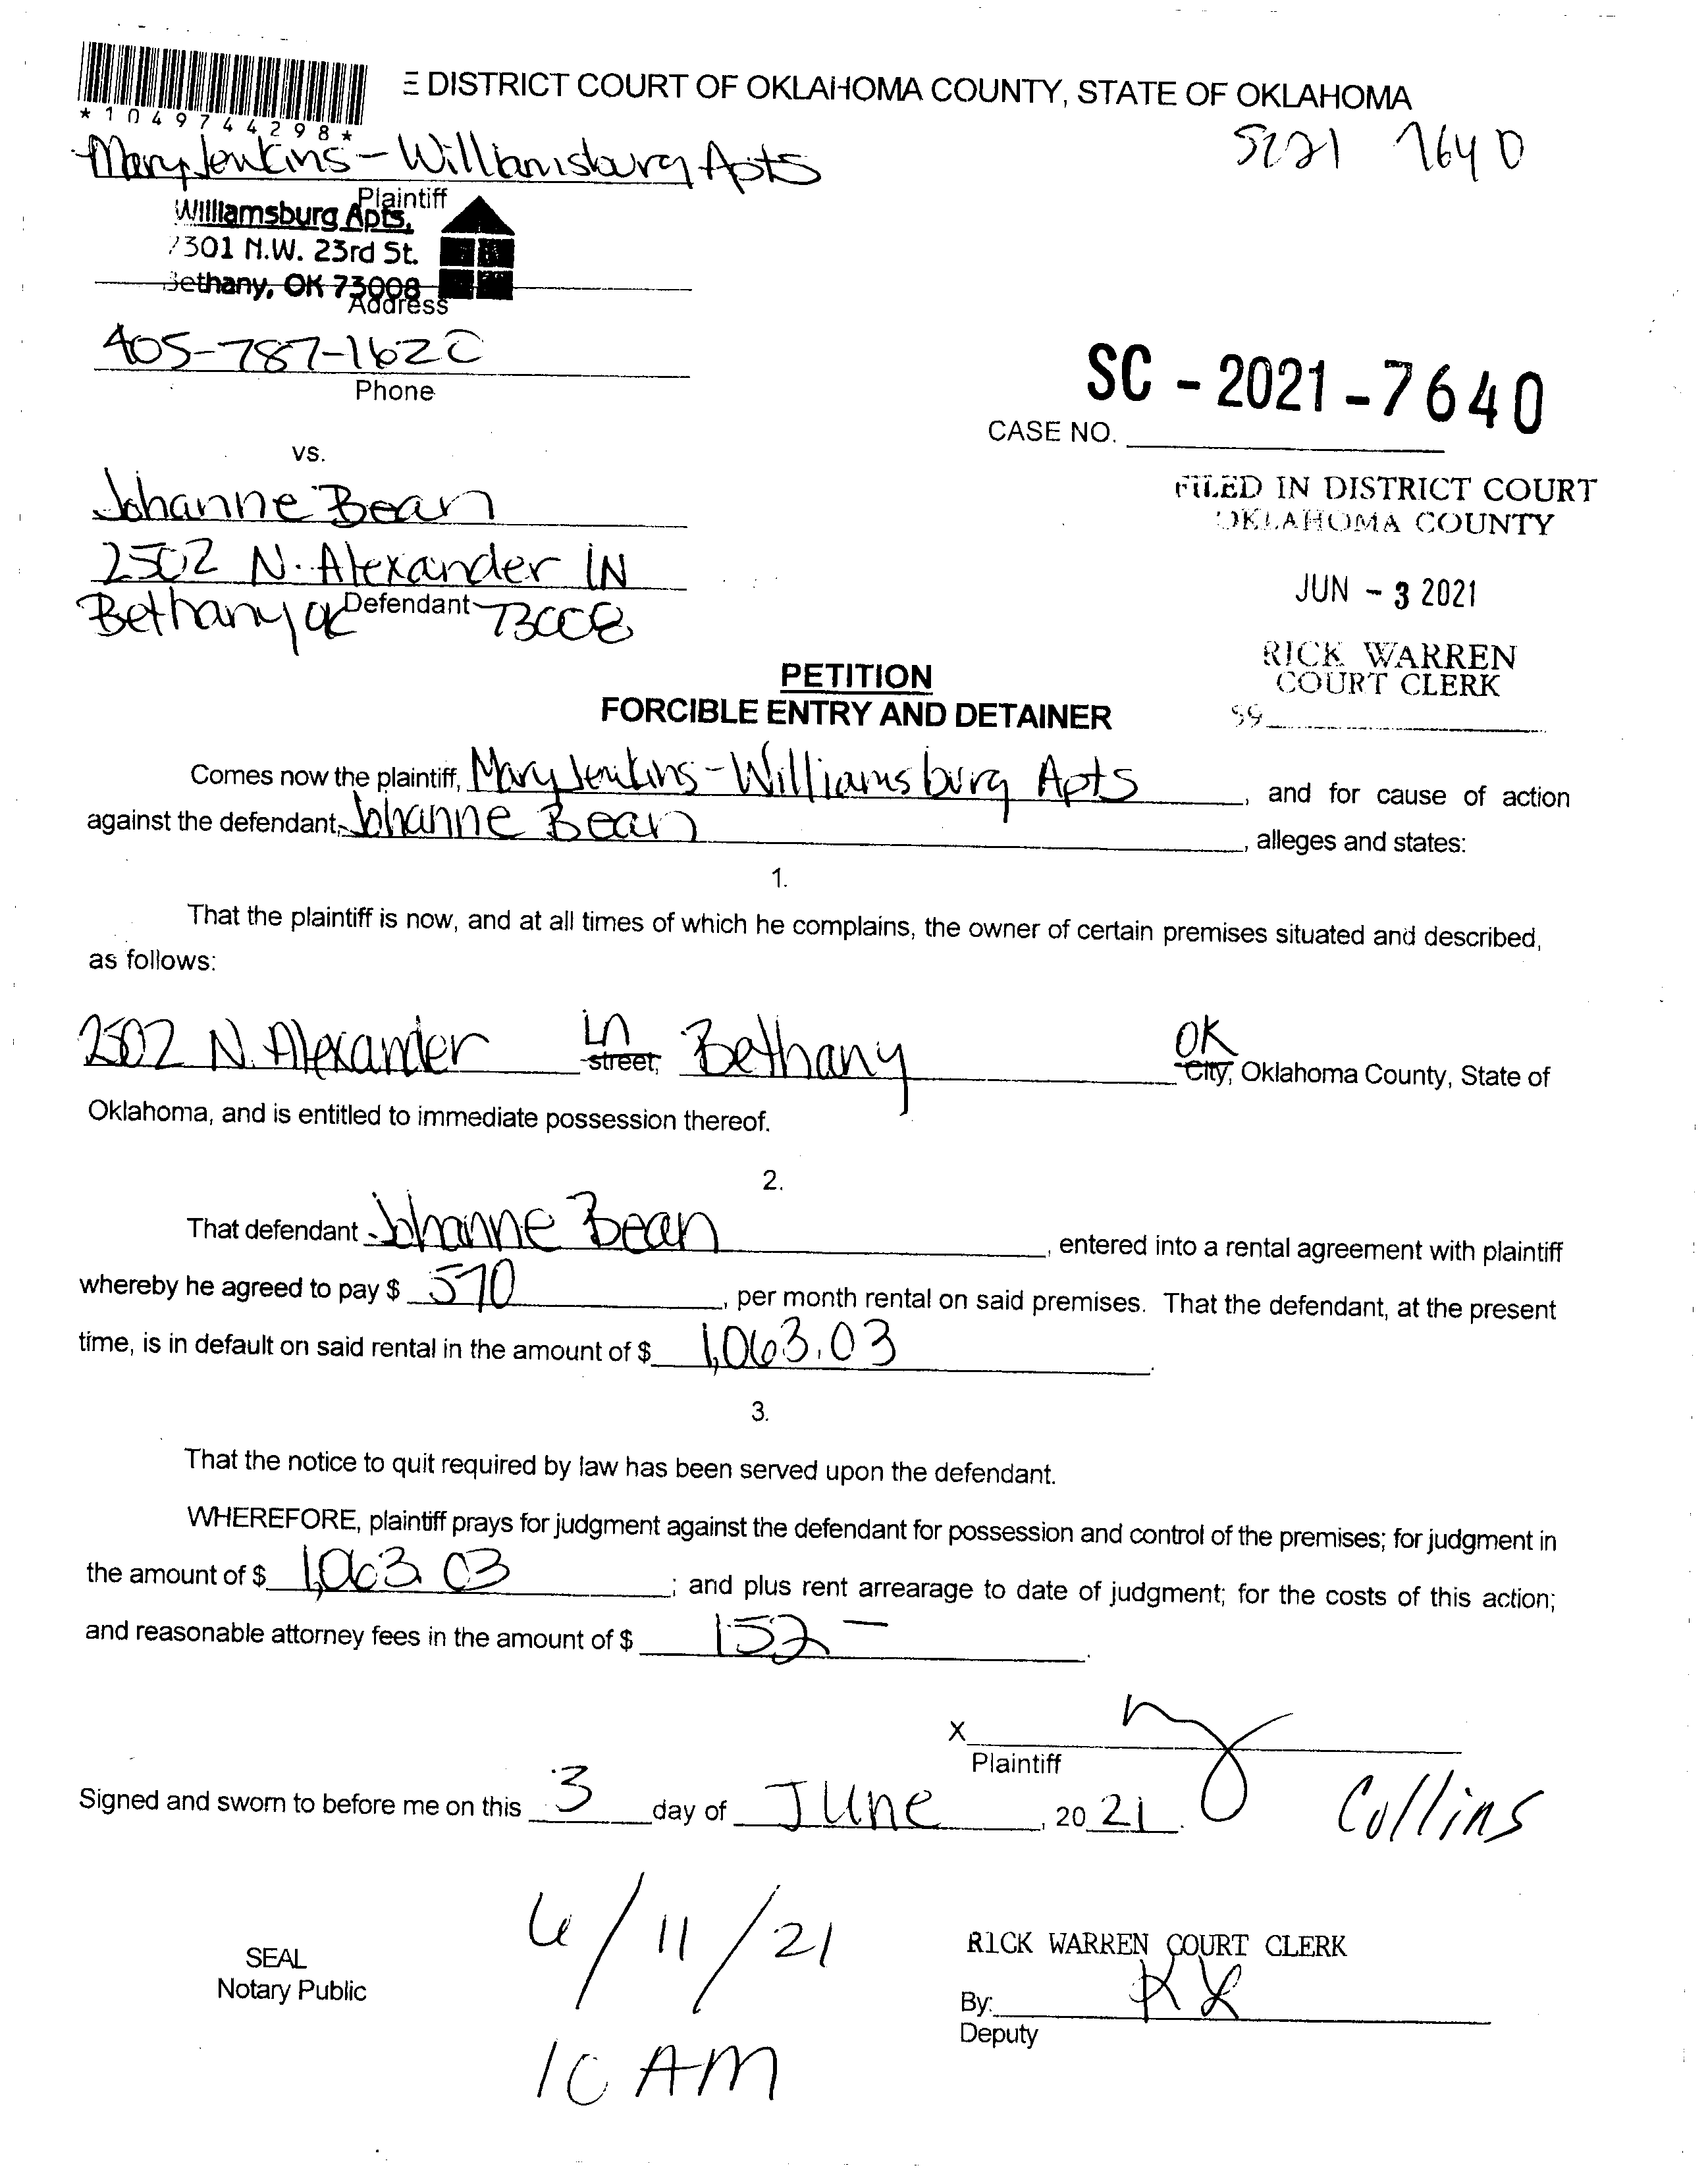 *1049744298*
E DISTRICT COURT OF OKLAHOMA COUNTY, STATE OF OKLAHOMA
SC21 7640
Mary Jenkins - Williamsburg Apts
Plaintiff
Williamsburg Apts.
7301 N.W. 23rd St.
Bethany, OK 73008
Address
405-787-1620
Phone
SC - 2021 - 7640
CASE NO.
vs.
Johanne Bean
2502 N. Alexander LN
Bethany OK Defendant 73008
FILED IN DISTRICT COURT
OKLAHOMA COUNTY
JUN - 3 2021
RICK WARREN
COURT CLERK
59
PETITION
FORCIBLE ENTRY AND DETAINER
Comes now the plaintiff, Mary Jenkins - Williamsburg Apts, and for cause of action
against the defendant, Johanne Bean, alleges and states:
1.
That the plaintiff is now, and at all times of which he complains, the owner of certain premises situated and described,
as follows:
2502 N. Alexander Ln street, Bethany OK City, Oklahoma County, State of
Oklahoma, and is entitled to immediate possession thereof.
2.
That defendant Johanne Bean, entered into a rental agreement with plaintiff
whereby he agreed to pay $ 570, per month rental on said premises. That the defendant, at the present
time, is in default on said rental in the amount of $ 1,063.03.
3.
That the notice to quit required by law has been served upon the defendant.
WHEREFORE, plaintiff prays for judgment against the defendant for possession and control of the premises; for judgment in
the amount of $ 1,063.03; and plus rent arrearage to date of judgment; for the costs of this action;
and reasonable attorney fees in the amount of $ 152 -.
X
Plaintiff
Signed and sworn to before me on this 3 day of June, 20 21.
Collins
6/11/21
10 AM
SEAL
Notary Public
RICK WARREN COURT CLERK
By:
Deputy